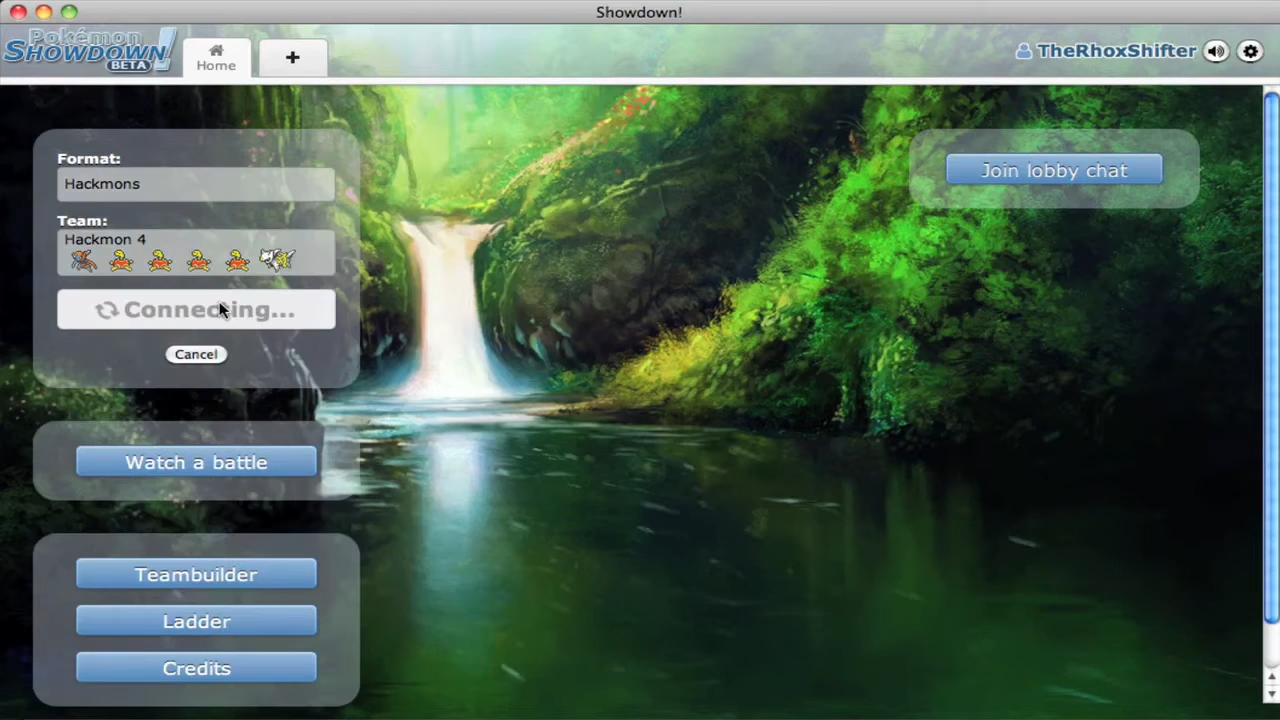 Showdown!
Pokémon
SHOWDOWN!
BETA
Home
+
TheRhoxShifter
Format:
Hackmons
Team:
Hackmon 4
Connecting...
Cancel
Join lobby chat
Watch a battle
Teambuilder
Ladder
Credits